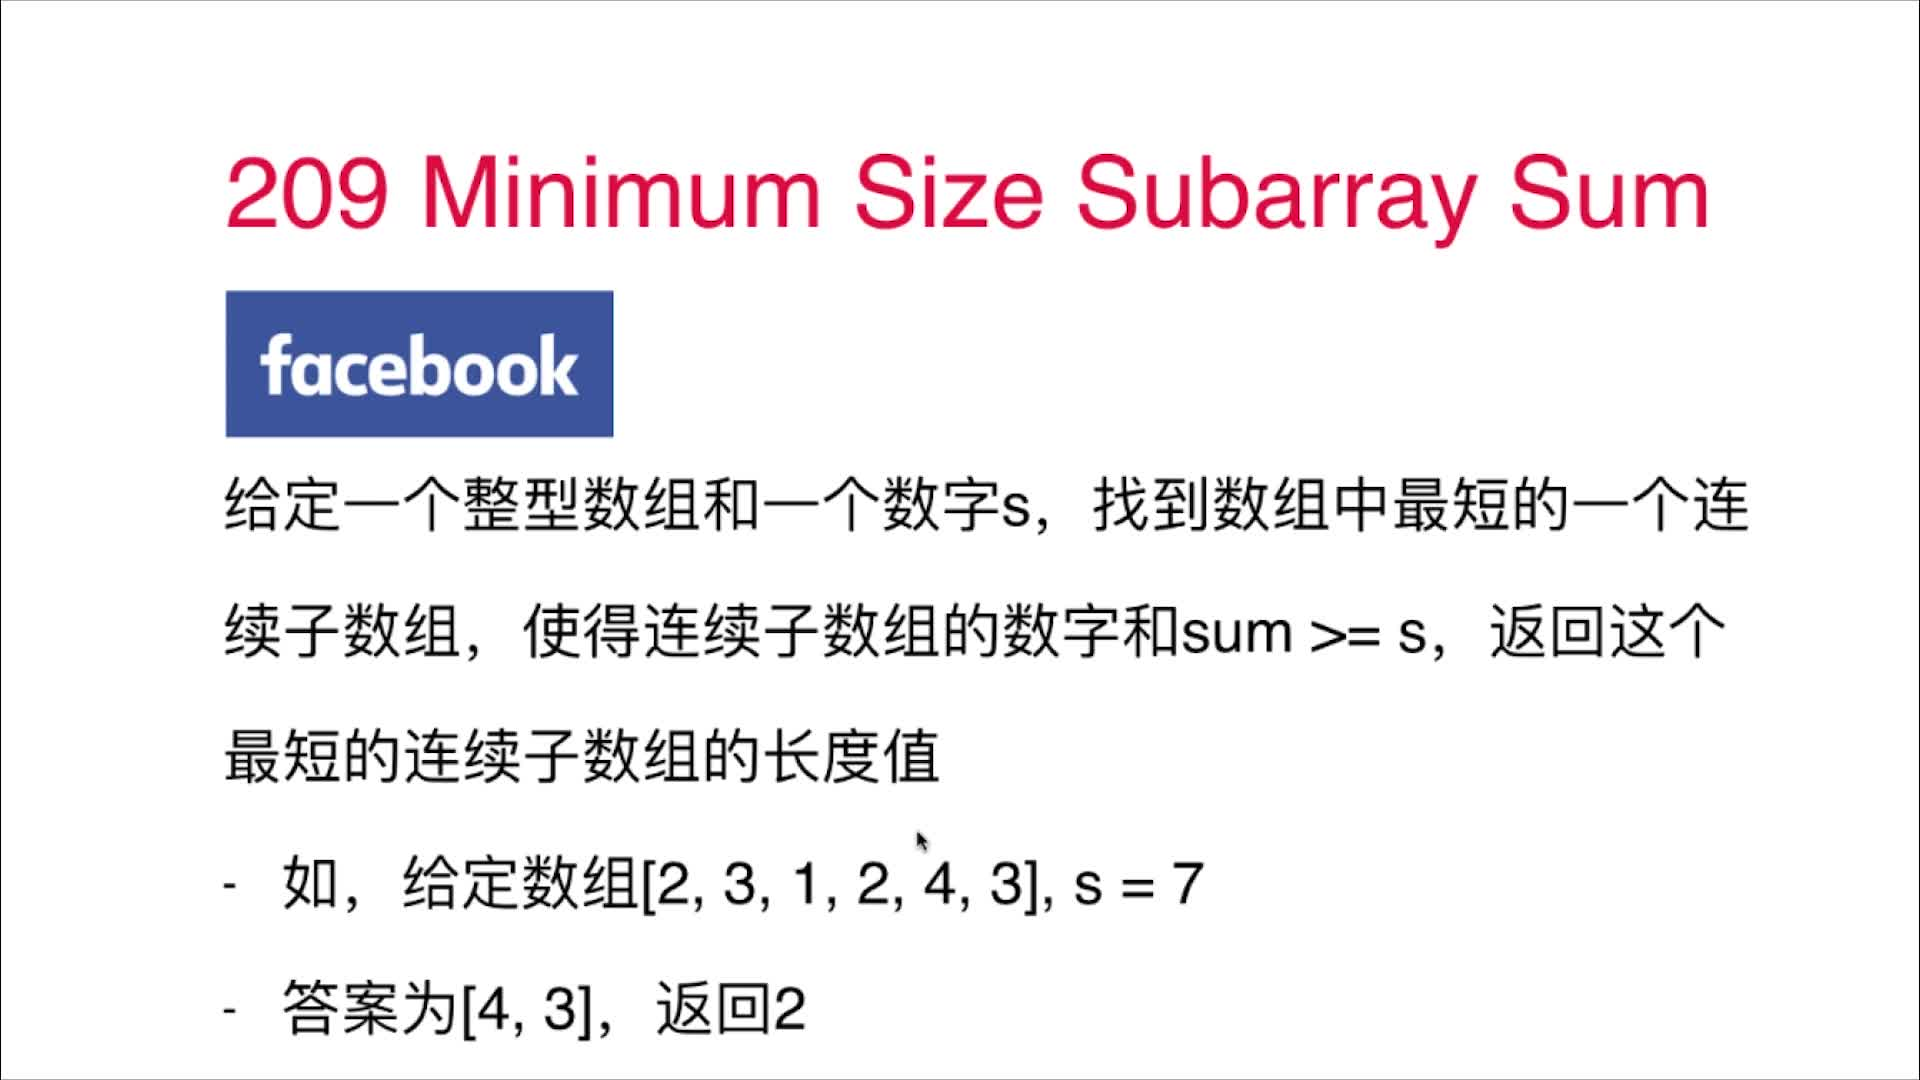 209 Minimum Size Subarray Sum
facebook
给定一个整型数组和一个数字s，找到数组中最短的一个连
续子数组，使得连续子数组的数字和sum >= s，返回这个
最短的连续子数组的长度值
- 如，给定数组[2, 3, 1, 2, 4, 3], s = 7
- 答案为[4, 3]，返回2